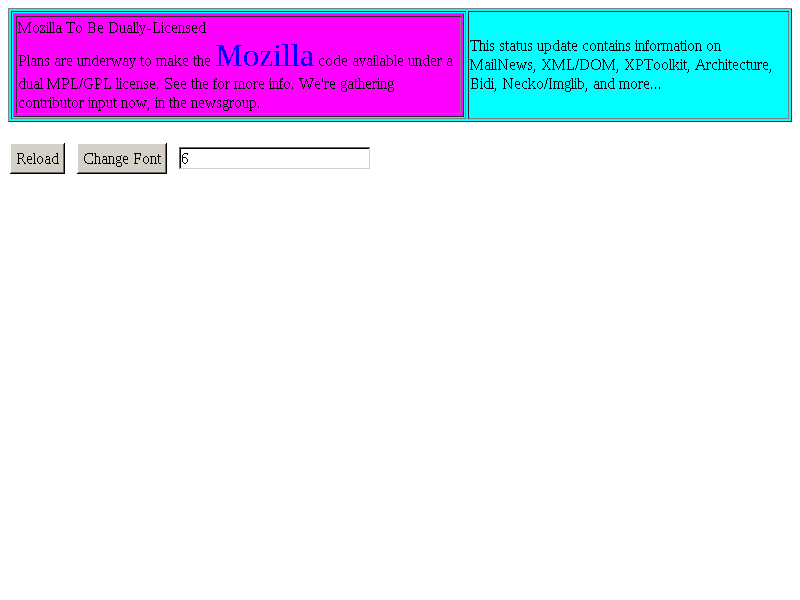 Mozilla To Be Dually-Licensed
Plans are underway to make the Mozilla code available under a
dual MPL/GPL license. See the for more info. We're gathering
contributor input now, in the newsgroup.
This status update contains information on
MailNews, XML/DOM, XPToolkit, Architecture,
Bidi, Necko/Imglib, and more...
Reload Change Font 6